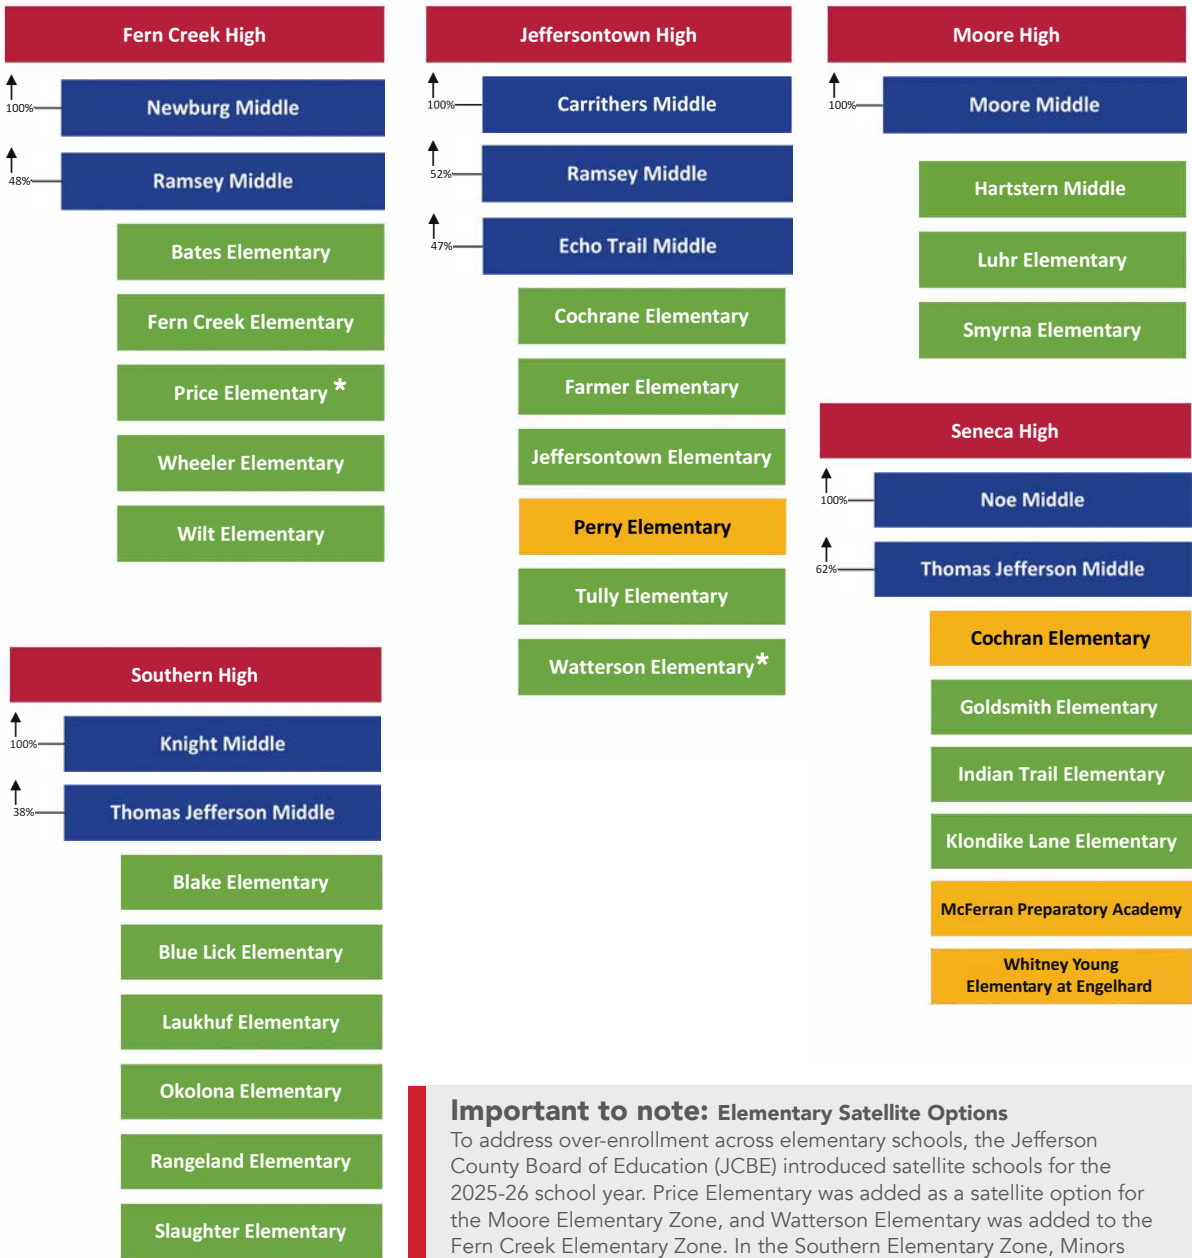 Fern Creek High
100%
Newburg Middle
48%
Ramsey Middle
Bates Elementary
Fern Creek Elementary
Price Elementary *
Wheeler Elementary
Wilt Elementary
Southern High
100%
Knight Middle
38%
Thomas Jefferson Middle
Blake Elementary
Blue Lick Elementary
Laukhuf Elementary
Okolona Elementary
Rangeland Elementary
Slaughter Elementary
Jeffersontown High
100%
Carrithers Middle
52%
Ramsey Middle
47%
Echo Trail Middle
Cochrane Elementary
Farmer Elementary
Jeffersontown Elementary
Perry Elementary
Tully Elementary
Watterson Elementary*
Moore High
100%
Moore Middle
Hartstern Middle
Luhr Elementary
Smyrna Elementary
Seneca High
100%
Noe Middle
62%
Thomas Jefferson Middle
Cochran Elementary
Goldsmith Elementary
Indian Trail Elementary
Klondike Lane Elementary
McFerran Preparatory Academy
Whitney Young
Elementary at Engelhard
Important to note: Elementary Satellite Options
To address over-enrollment across elementary schools, the Jefferson
County Board of Education (JCBE) introduced satellite schools for the
2025-26 school year. Price Elementary was added as a satellite option for
the Moore Elementary Zone, and Watterson Elementary was added to the
Fern Creek Elementary Zone. In the Southern Elementary Zone, Minors